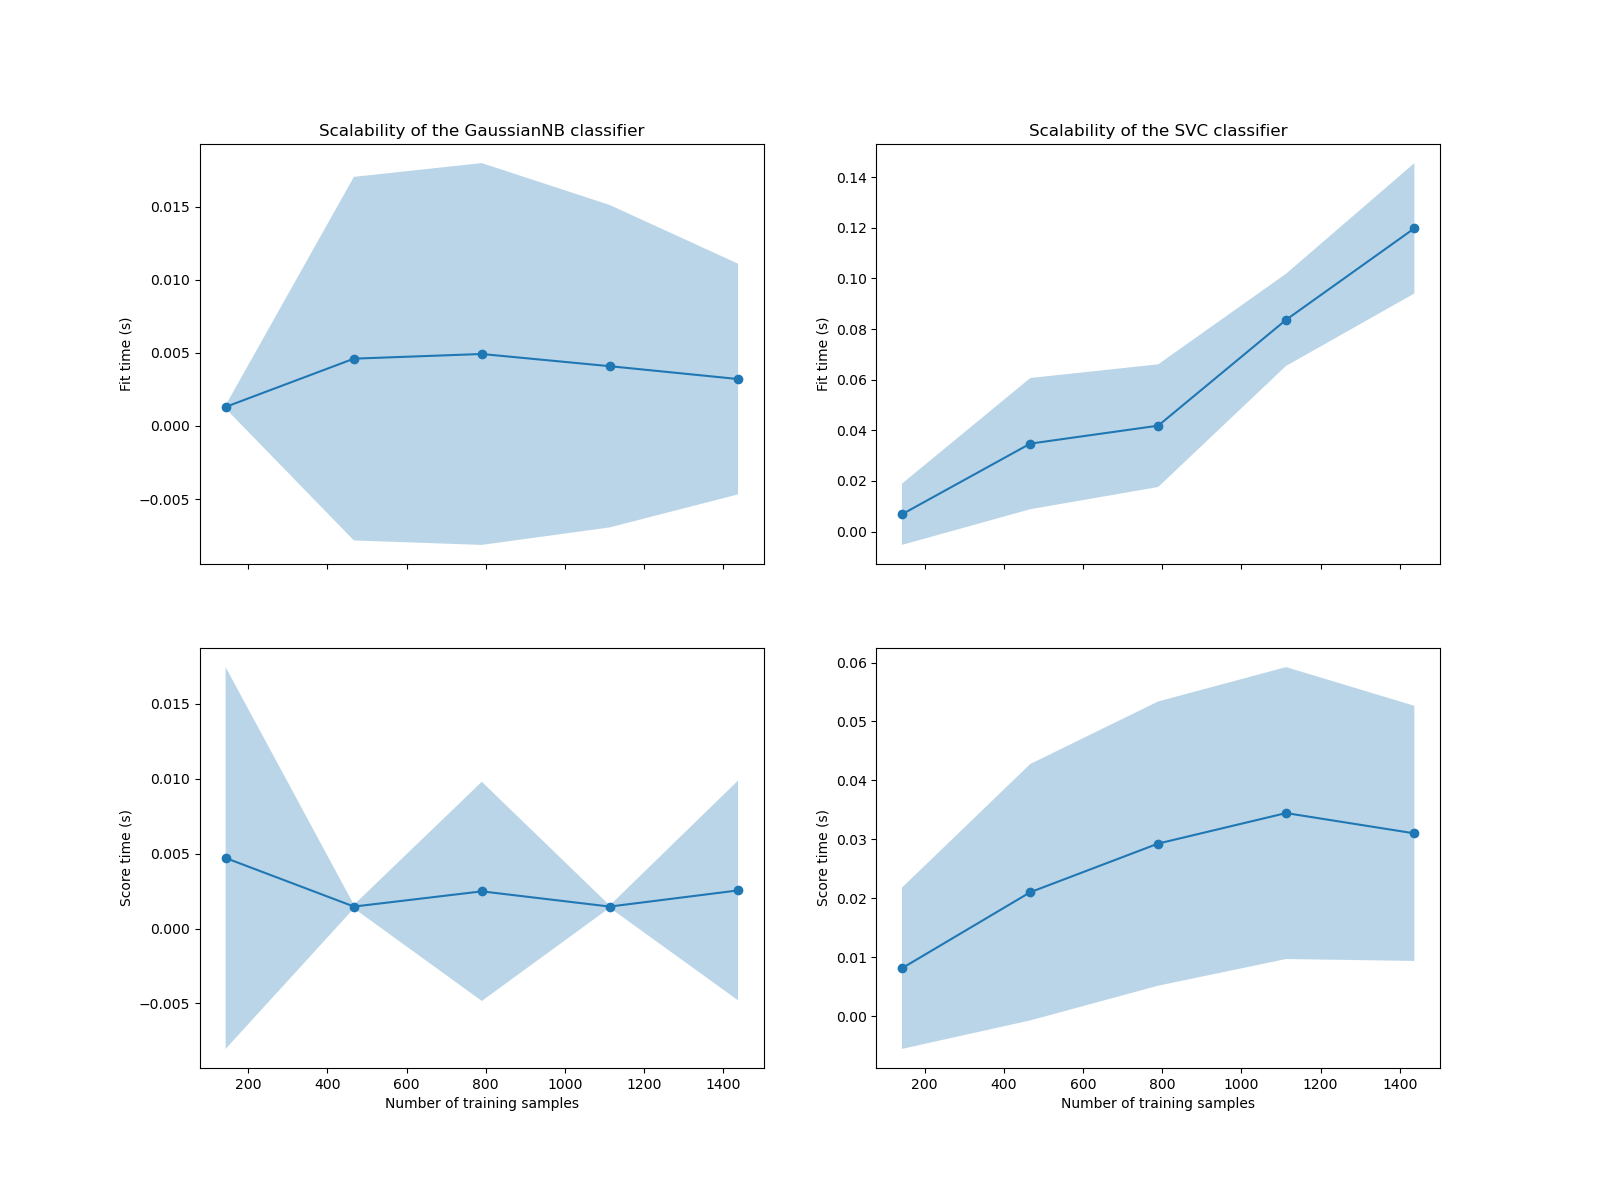 Scalability of the GaussianNB classifier
Fit time (s)
0.015
0.010
0.005
0.000
−0.005
Scalability of the SVC classifier
Fit time (s)
0.14
0.12
0.10
0.08
0.06
0.04
0.02
0.00
Score time (s)
0.015
0.010
0.005
0.000
−0.005
200 400 600 800 1000 1200 1400
Number of training samples
Score time (s)
0.06
0.05
0.04
0.03
0.02
0.01
0.00
200 400 600 800 1000 1200 1400
Number of training samples